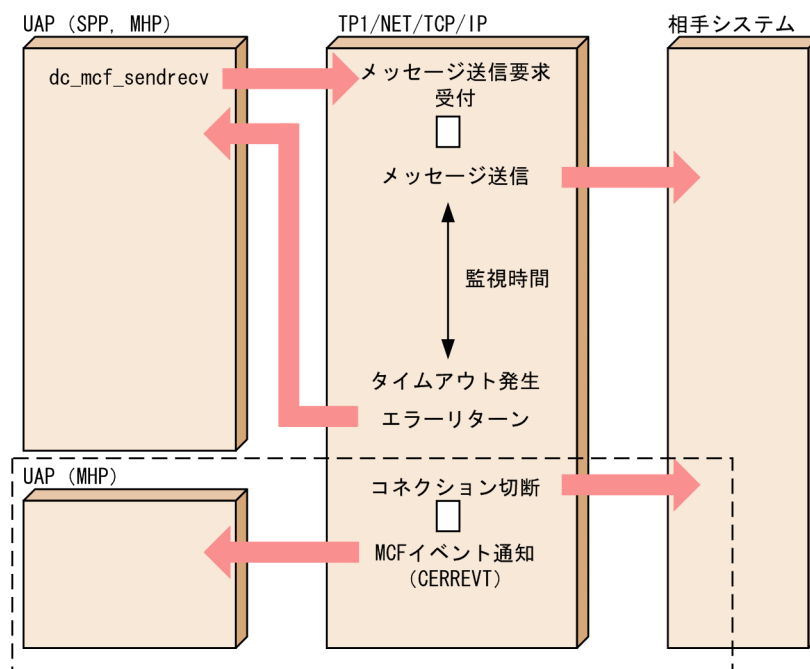 UAP (SPP, MHP)
TP1/NET/TCP/IP
相手システム
dc_mcf_sendrecv
メッセージ送信要求
受付
メッセージ送信
監視時間
タイムアウト発生
エラーリターン
UAP (MHP)
コネクション切断
MCFイベント通知
(CERREVT)